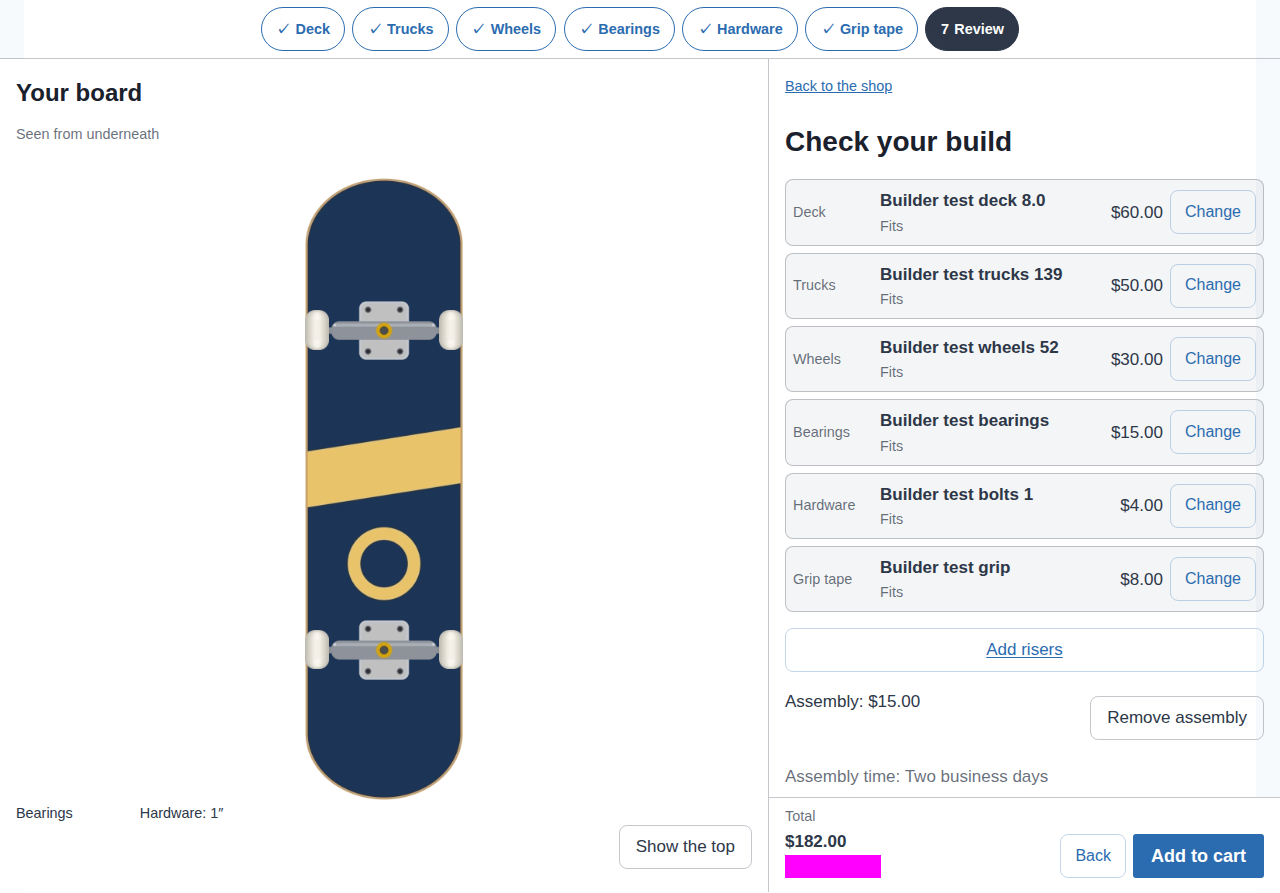 ✓ Deck
✓ Trucks
✓ Wheels
✓ Bearings
✓ Hardware
✓ Grip tape
7 Review
Your board
Seen from underneath
Bearings
Hardware: 1″
Show the top
Back to the shop
Check your build
Deck
Builder test deck 8.0
Fits
$60.00
Change
Trucks
Builder test trucks 139
Fits
$50.00
Change
Wheels
Builder test wheels 52
Fits
$30.00
Change
Bearings
Builder test bearings
Fits
$15.00
Change
Hardware
Builder test bolts 1
Fits
$4.00
Change
Grip tape
Builder test grip
Fits
$8.00
Change
Add risers
Assembly: $15.00
Remove assembly
Assembly time: Two business days
Total
$182.00
Back
Add to cart